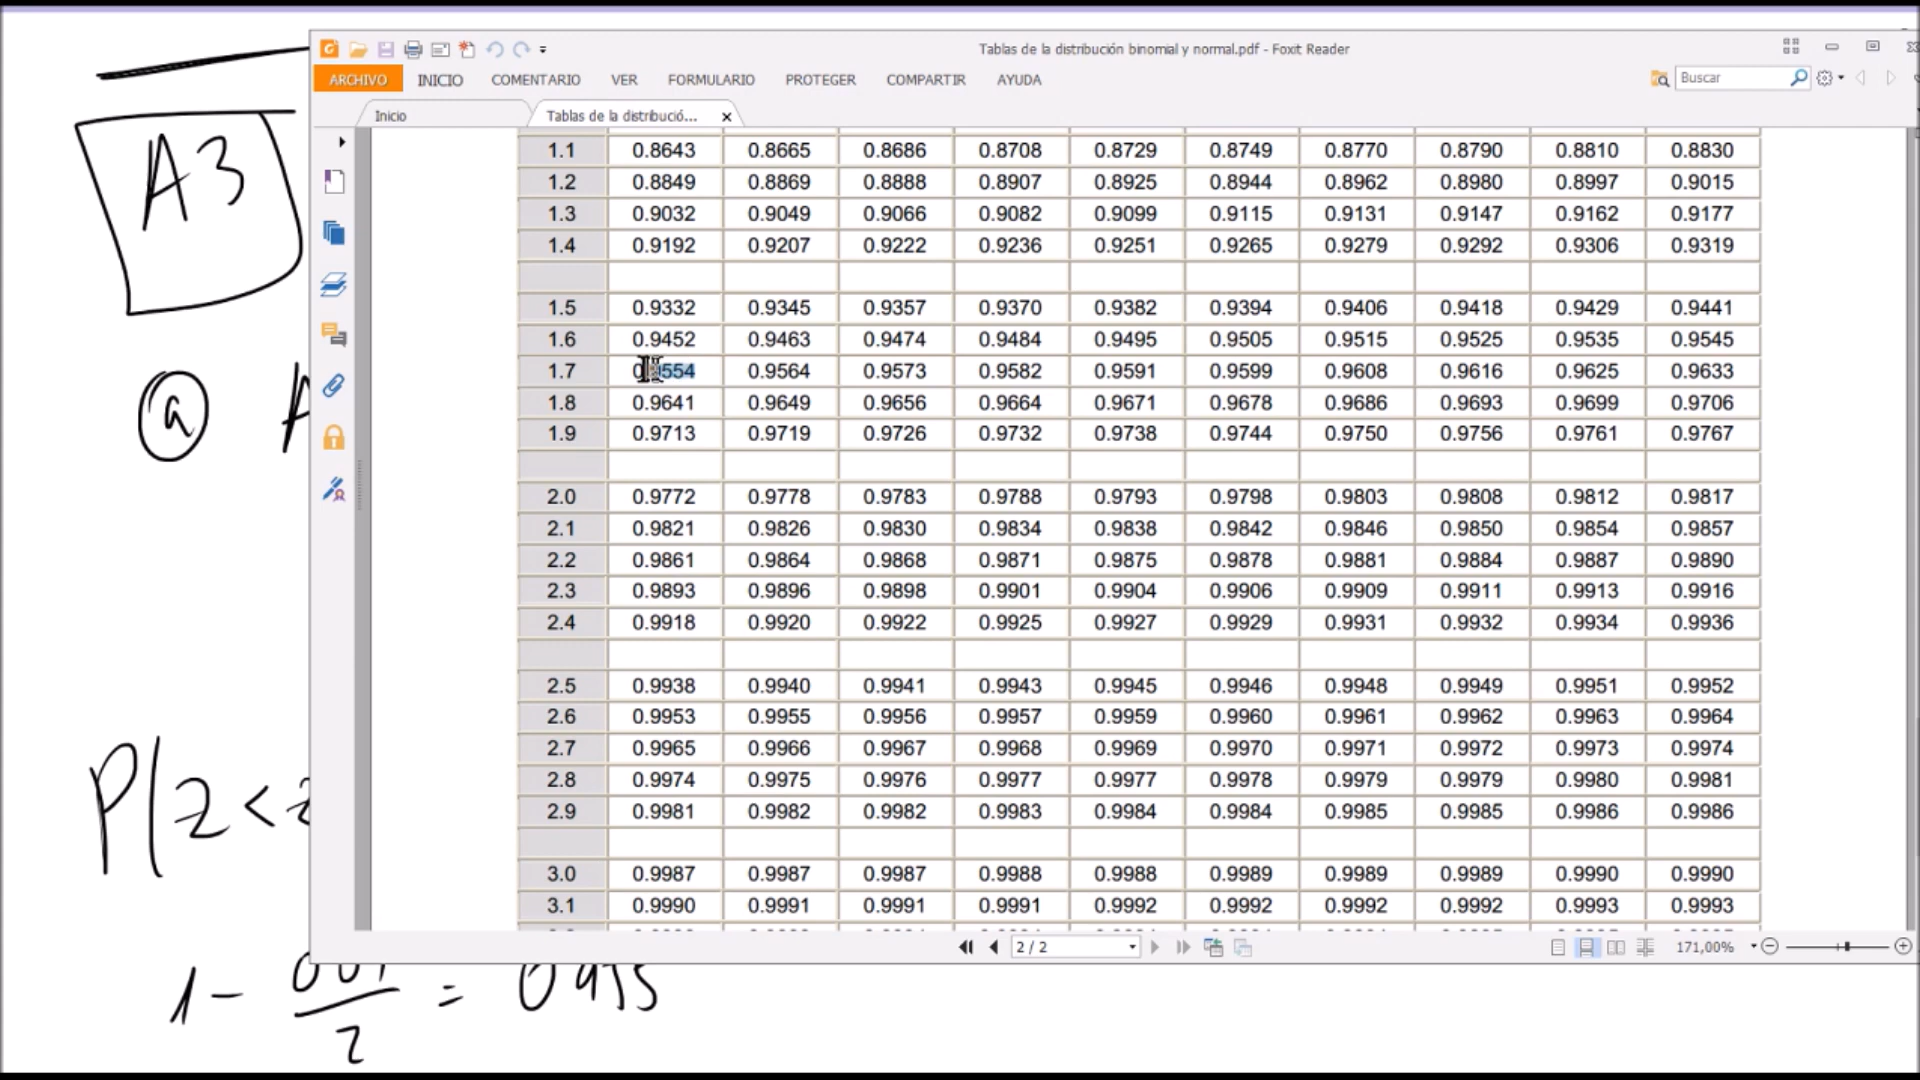 Tablas de la distribución binomial y normal.pdf - Foxit Reader
ARCHIVO INICIO COMENTARIO VER FORMULARIO PROTEGER COMPARTIR AYUDA Buscar
Inicio Tablas de la distribució...
1.1 0.8643 0.8665 0.8686 0.8708 0.8729 0.8749 0.8770 0.8790 0.8810 0.8830
1.2 0.8849 0.8869 0.8888 0.8907 0.8925 0.8944 0.8962 0.8980 0.8997 0.9015
1.3 0.9032 0.9049 0.9066 0.9082 0.9099 0.9115 0.9131 0.9147 0.9162 0.9177
1.4 0.9192 0.9207 0.9222 0.9236 0.9251 0.9265 0.9279 0.9292 0.9306 0.9319
1.5 0.9332 0.9345 0.9357 0.9370 0.9382 0.9394 0.9406 0.9418 0.9429 0.9441
1.6 0.9452 0.9463 0.9474 0.9484 0.9495 0.9505 0.9515 0.9525 0.9535 0.9545
1.7 0.9564 0.9573 0.9582 0.9591 0.9599 0.9608 0.9616 0.9625 0.9633
1.8 0.9641 0.9649 0.9656 0.9664 0.9671 0.9678 0.9686 0.9693 0.9699 0.9706
1.9 0.9713 0.9719 0.9726 0.9732 0.9738 0.9744 0.9750 0.9756 0.9761 0.9767
2.0 0.9772 0.9778 0.9783 0.9788 0.9793 0.9798 0.9803 0.9808 0.9812 0.9817
2.1 0.9821 0.9826 0.9830 0.9834 0.9838 0.9842 0.9846 0.9850 0.9854 0.9857
2.2 0.9861 0.9864 0.9868 0.9871 0.9875 0.9878 0.9881 0.9884 0.9887 0.9890
2.3 0.9893 0.9896 0.9898 0.9901 0.9904 0.9906 0.9909 0.9911 0.9913 0.9916
2.4 0.9918 0.9920 0.9922 0.9925 0.9927 0.9929 0.9931 0.9932 0.9934 0.9936
2.5 0.9938 0.9940 0.9941 0.9943 0.9945 0.9946 0.9948 0.9949 0.9951 0.9952
2.6 0.9953 0.9955 0.9956 0.9957 0.9959 0.9960 0.9961 0.9962 0.9963 0.9964
2.7 0.9965 0.9966 0.9967 0.9968 0.9969 0.9970 0.9971 0.9972 0.9973 0.9974
2.8 0.9974 0.9975 0.9976 0.9977 0.9977 0.9978 0.9979 0.9979 0.9980 0.9981
2.9 0.9981 0.9982 0.9982 0.9983 0.9984 0.9984 0.9985 0.9985 0.9986 0.9986
3.0 0.9987 0.9987 0.9987 0.9988 0.9988 0.9989 0.9989 0.9989 0.9990 0.9990
3.1 0.9990 0.9991 0.9991 0.9991 0.9992 0.9992 0.9992 0.9992 0.9993 0.9993
2 / 2 171,00%
A3
a A
P(z<z